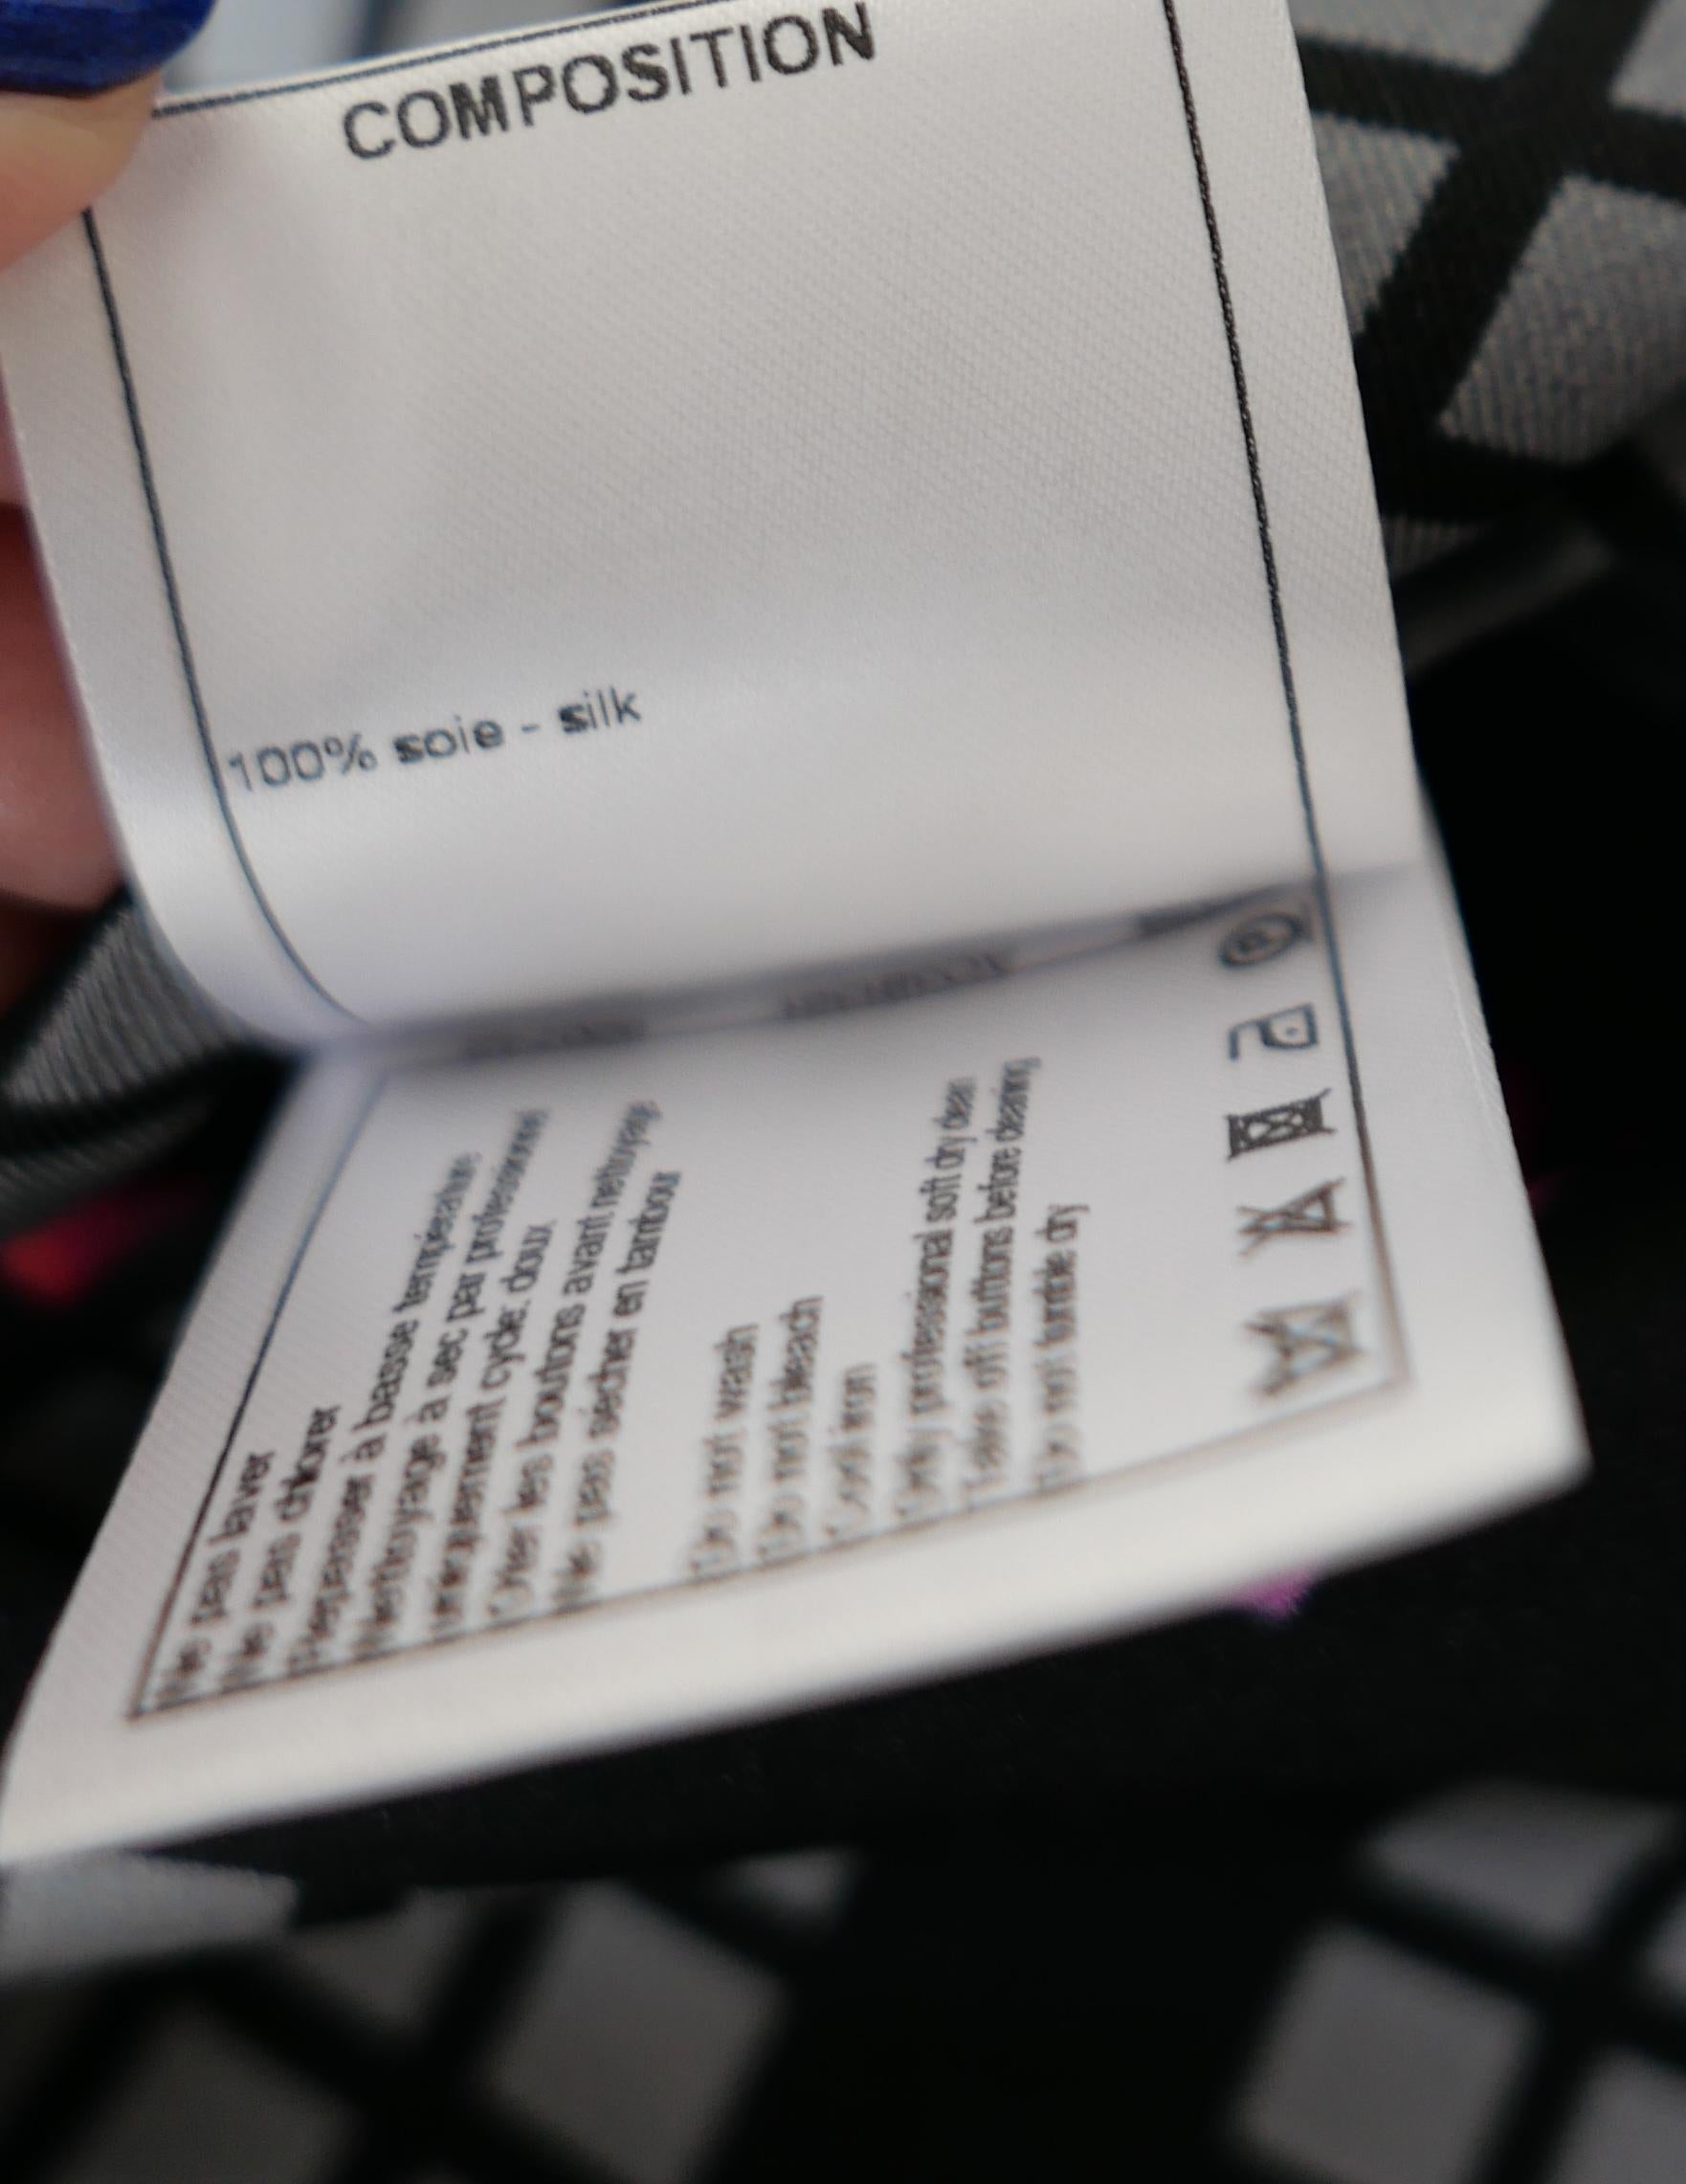 COMPOSITION
100% soie - silk
Ne pas laver
Ne pas chlorer
Repasser à basse température
Nettoyage à sec par professionnel
uniquement cycle: doux
Oter les boutons avant nettoyage
Ne pas sécher en tambour
Do not wash
Do not bleach
Cool iron
Only professional soft dry clean
Take off buttons before cleaning
Do not tumble dry